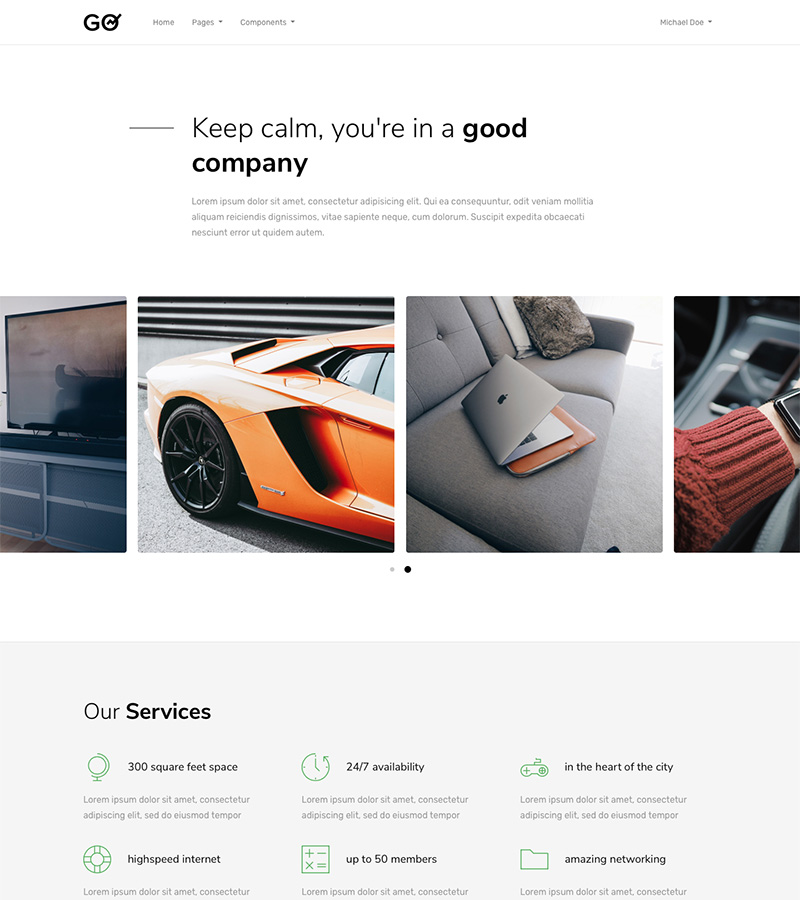 GO
Home Pages Components Michael Doe
Keep calm, you're in a good
company
Lorem ipsum dolor sit amet, consectetur adipisicing elit. Qui ea consequuntur, odit veniam mollitia
aliquam reiciendis dignissimos, vitae sapiente neque, cum dolorum. Suscipit expedita obcaecati
nesciunt error ut quidem autem.
Our Services
300 square feet space
Lorem ipsum dolor sit amet, consectetur
adipiscing elit, sed do eiusmod tempor
24/7 availability
Lorem ipsum dolor sit amet, consectetur
adipiscing elit, sed do eiusmod tempor
in the heart of the city
Lorem ipsum dolor sit amet, consectetur
adipiscing elit, sed do eiusmod tempor
highspeed internet
Lorem ipsum dolor sit amet, consectetur
up to 50 members
Lorem ipsum dolor sit amet, consectetur
amazing networking
Lorem ipsum dolor sit amet, consectetur